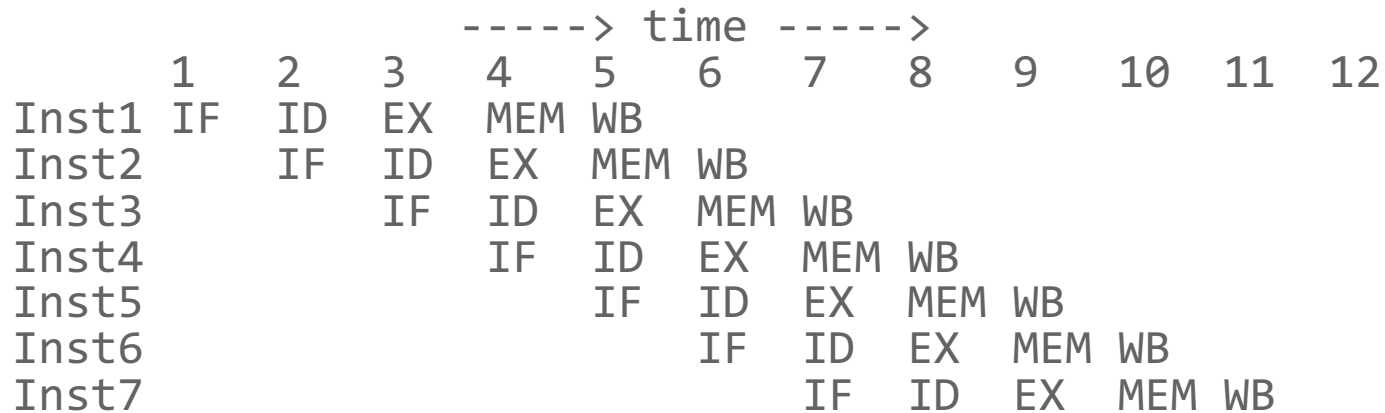 -----> time ----->
1 2 3 4 5 6 7 8 9 10 11 12
Inst1 IF ID EX MEM WB
Inst2 IF ID EX MEM WB
Inst3 IF ID EX MEM WB
Inst4 IF ID EX MEM WB
Inst5 IF ID EX MEM WB
Inst6 IF ID EX MEM WB
Inst7 IF ID EX MEM WB